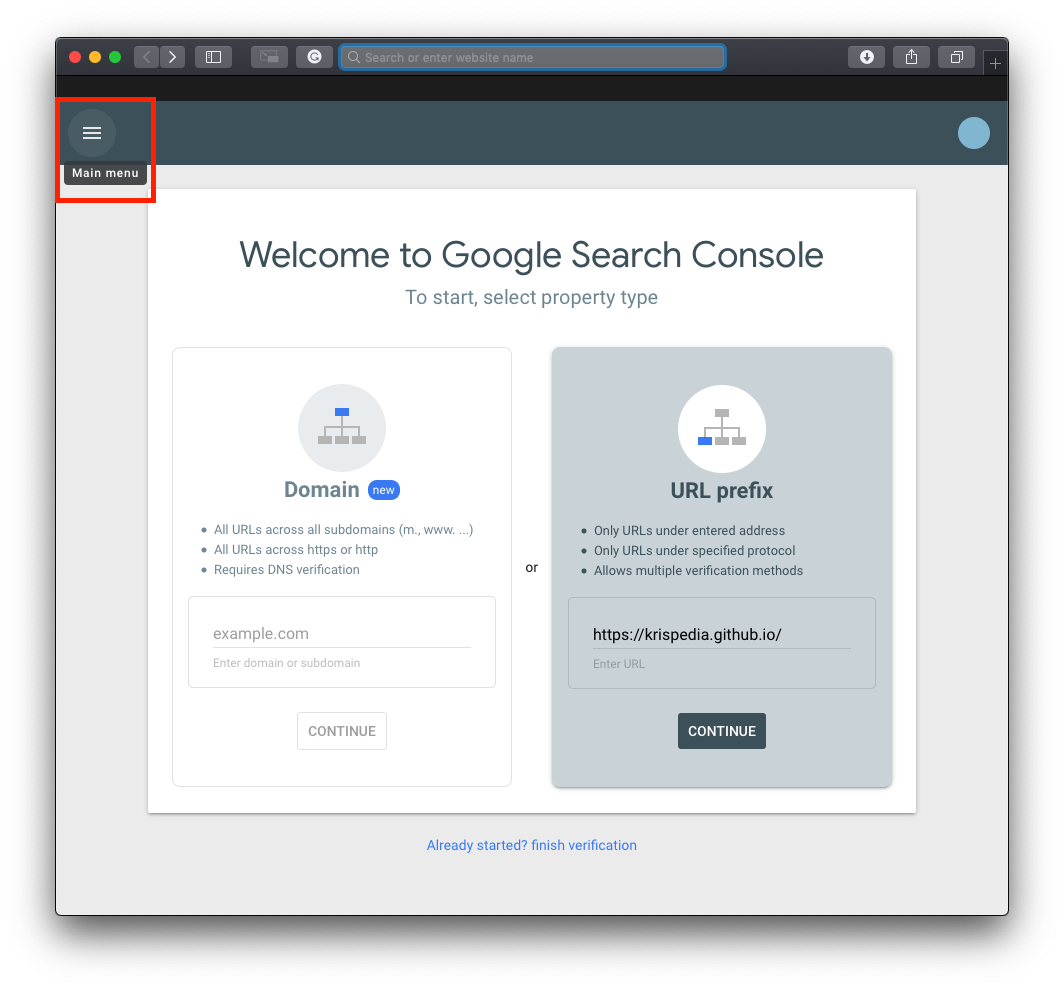 Search or enter website name
Main menu
Welcome to Google Search Console
To start, select property type
Domain new
All URLs across all subdomains (m., www. ...)
All URLs across https or http
Requires DNS verification
example.com
Enter domain or subdomain
CONTINUE
or
URL prefix
Only URLs under entered address
Only URLs under specified protocol
Allows multiple verification methods
https://krispedia.github.io/
Enter URL
CONTINUE
Already started? finish verification